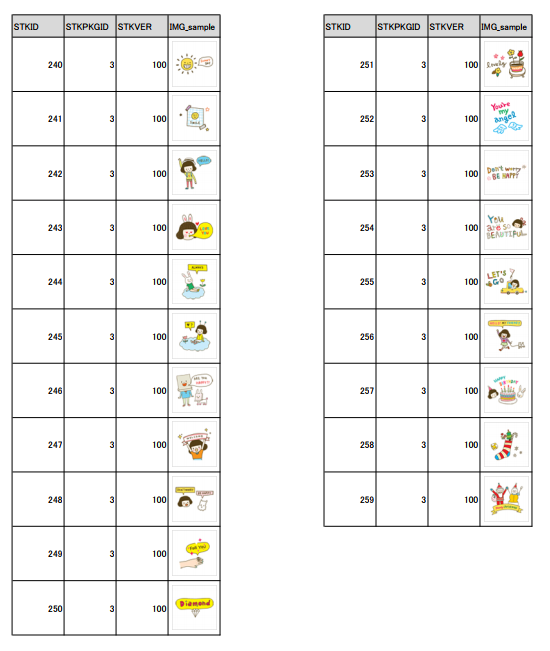 STKID STKPKGID STKVER IMG_sample
240 3 100
241 3 100
242 3 100
243 3 100 LOVE YOU
244 3 100
245 3 100
246 3 100
247 3 100
248 3 100
249 3 100 FOR YOU
250 3 100 Diamond
STKID STKPKGID STKVER IMG_sample
251 3 100 lovely
252 3 100 You're my angel
253 3 100 Don't worry BE HAPPY
254 3 100 You are so BEAUTIFUL
255 3 100 LET'S GO
256 3 100
257 3 100 HAPPY BIRTHDAY
258 3 100
259 3 100